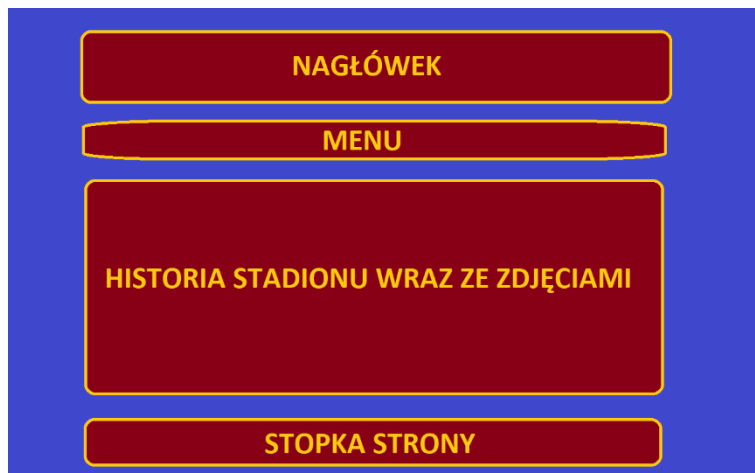 NAGŁÓWEK
MENU
HISTORIA STADIONU WRAZ ZE ZDJĘCIAMI
STOPKA STRONY